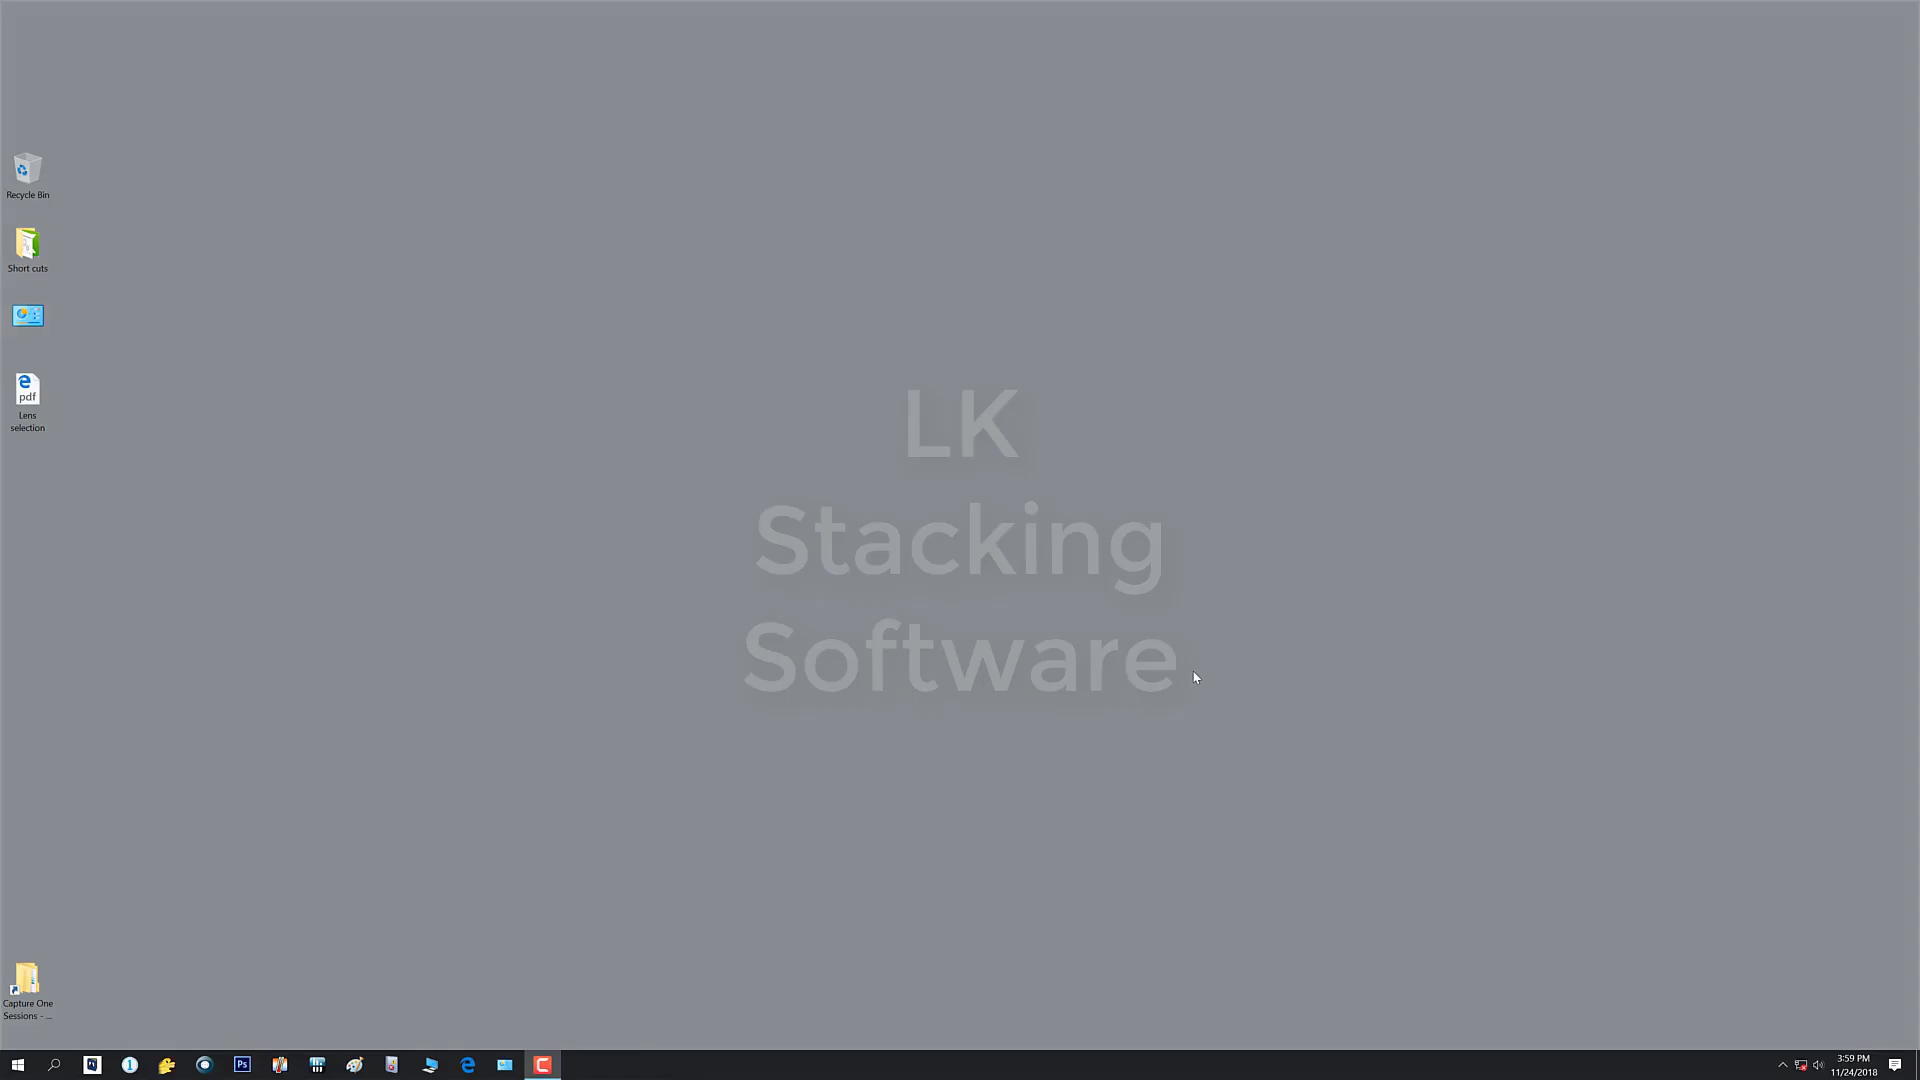 Recycle Bin
Short cuts
pdf
Lens
selection
LK
Stacking
Software
Capture One
Sessions - ...
Ps
3:59 PM
11/24/2018